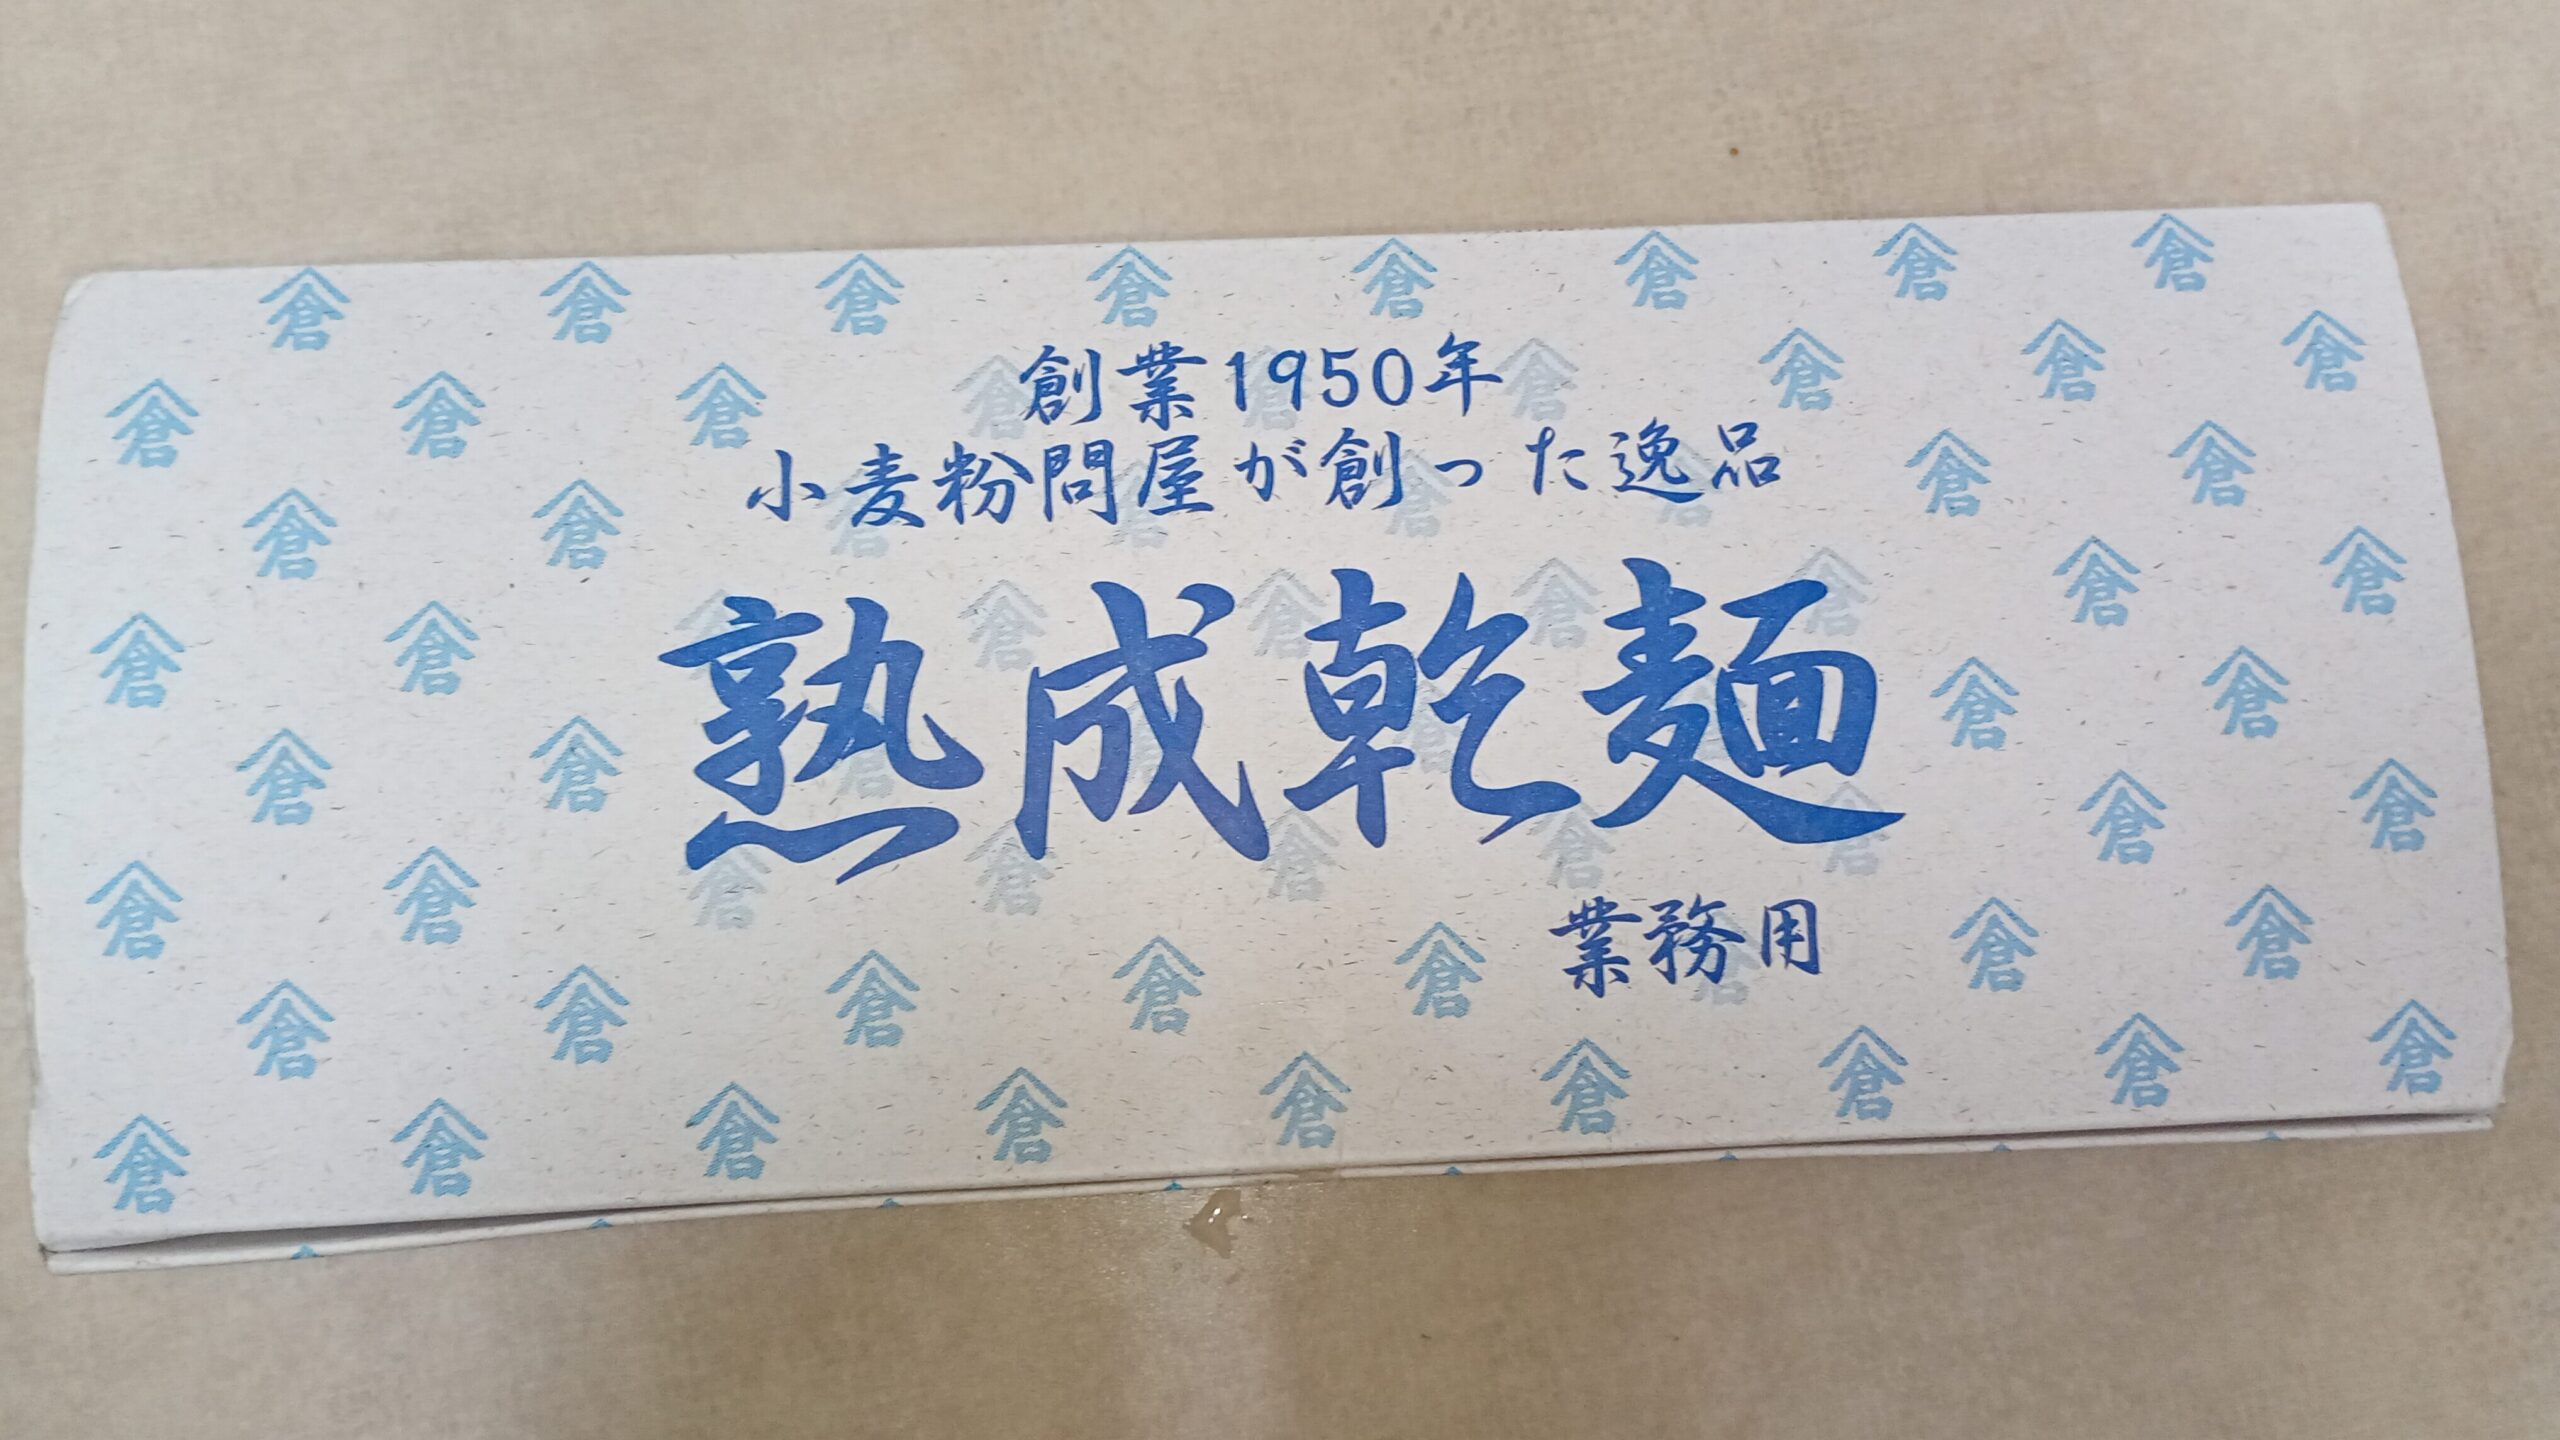 創業1950年
小麦粉問屋が創った逸品
熟成乾麺
業務用
倉